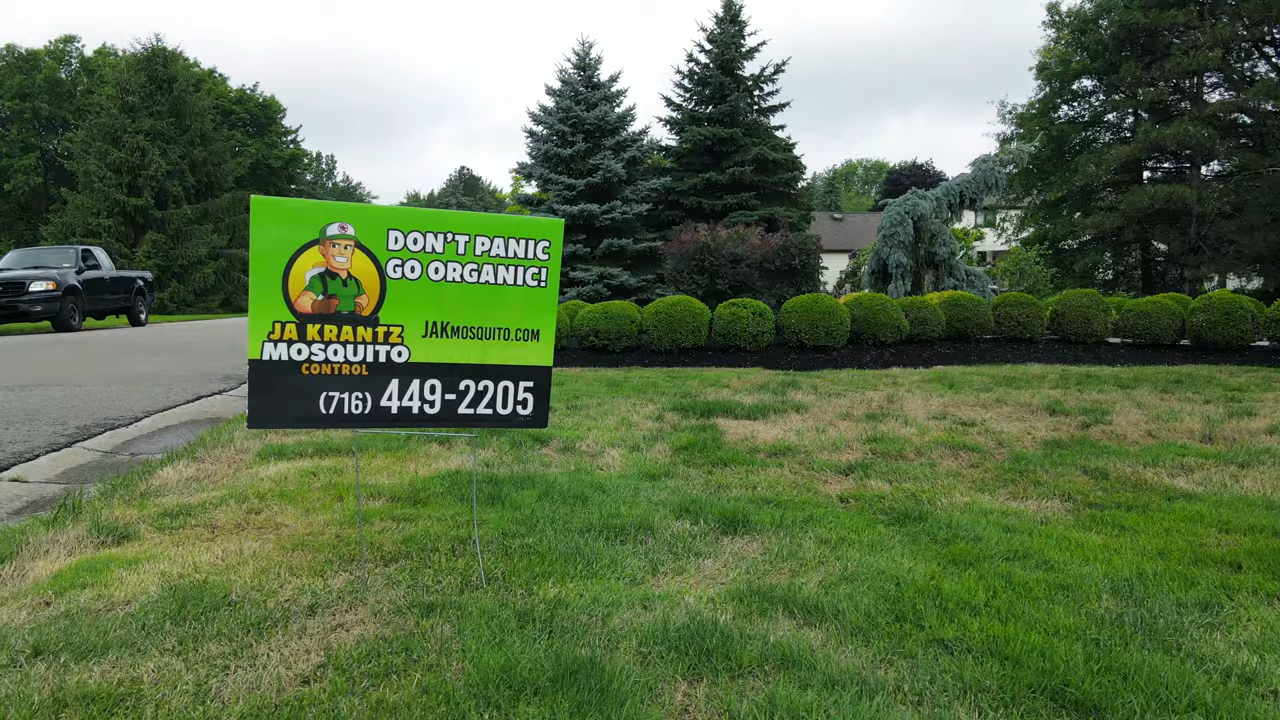 DON'T PANIC
GO ORGANIC!
JA KRANTZ
MOSQUITO
CONTROL
JAKMOSQUITO.COM
(716) 449-2205